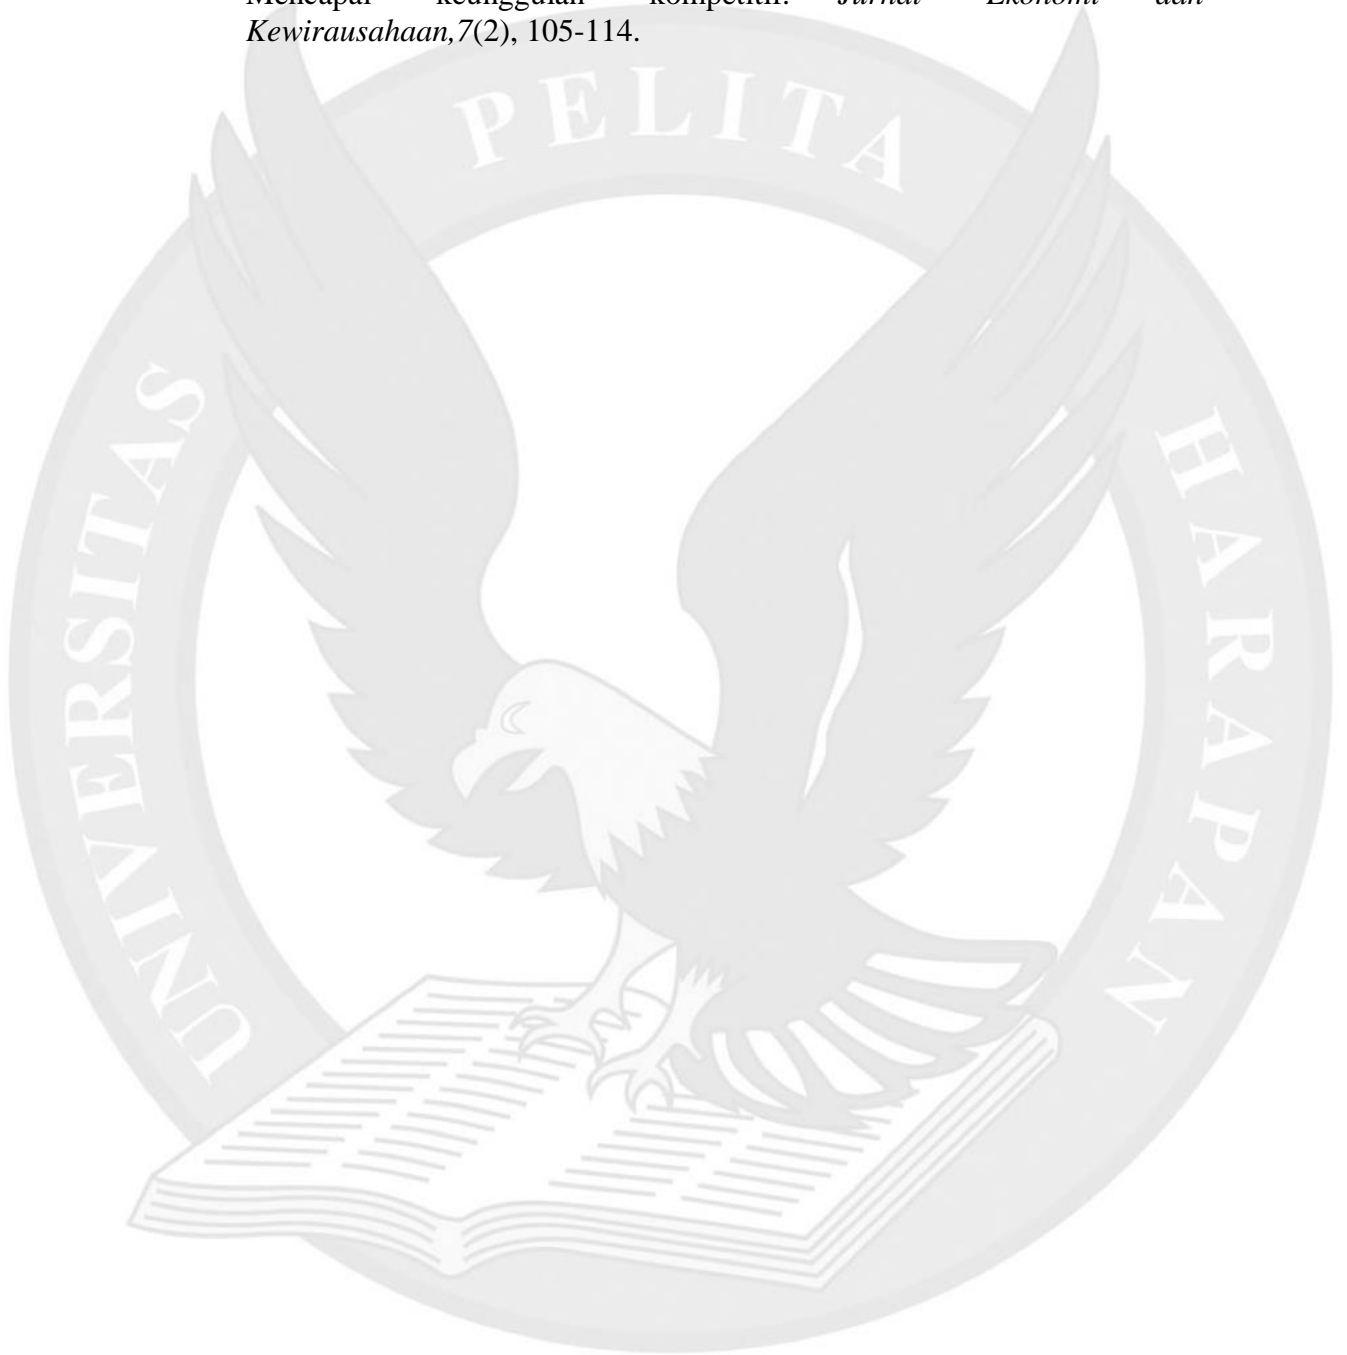 Mencapai keunggulan kompetitif. Jurnal Ekonomi dan
Kewirausahaan,7(2), 105-114.
PELITA
UNIVERSITAS
HARAPAN